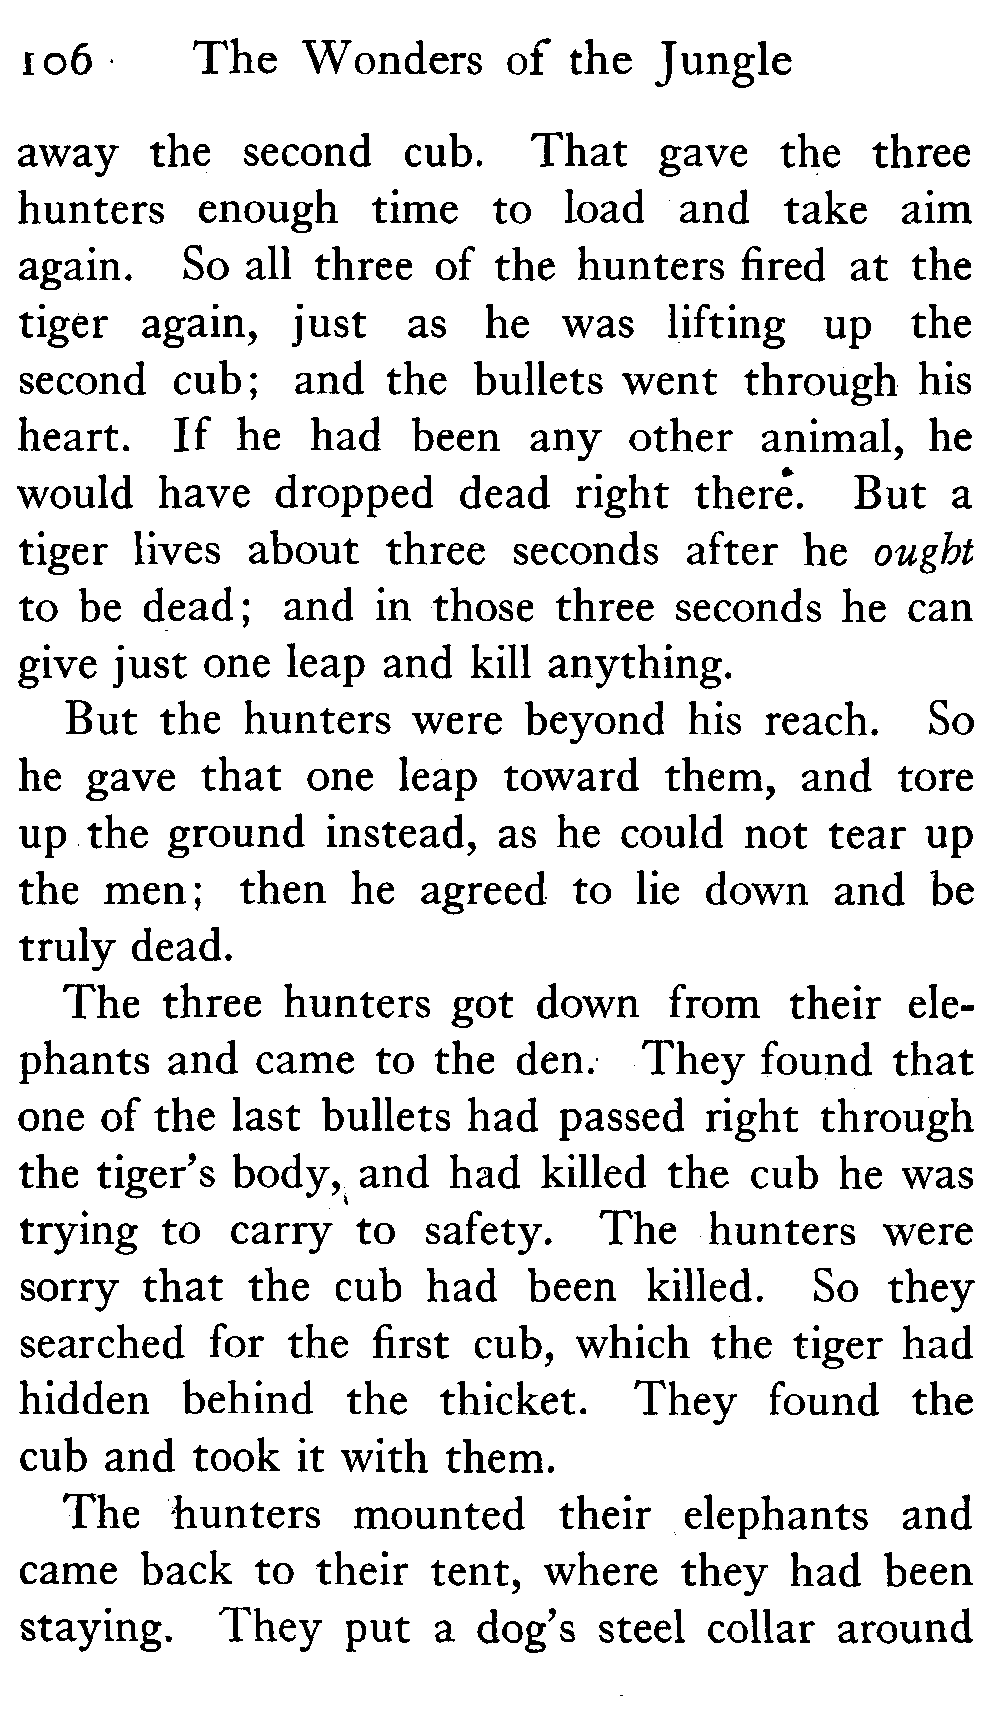 106 The Wonders of the Jungle
away the second cub. That gave the three
hunters enough time to load and take aim
again. So all three of the hunters fired at the
tiger again, just as he was lifting up the
second cub; and the bullets went through his
heart. If he had been any other animal, he
would have dropped dead right there. But a
tiger lives about three seconds after he ought
to be dead; and in those three seconds he can
give just one leap and kill anything.
But the hunters were beyond his reach. So
he gave that one leap toward them, and tore
up the ground instead, as he could not tear up
the men; then he agreed to lie down and be
truly dead.
The three hunters got down from their ele-
phants and came to the den. They found that
one of the last bullets had passed right through
the tiger's body, and had killed the cub he was
trying to carry to safety. The hunters were
sorry that the cub had been killed. So they
searched for the first cub, which the tiger had
hidden behind the thicket. They found the
cub and took it with them.
The hunters mounted their elephants and
came back to their tent, where they had been
staying. They put a dog's steel collar around